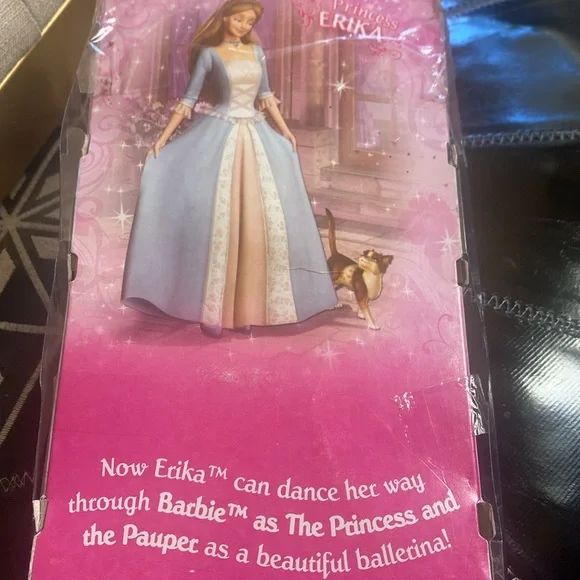 Princess
ERIKA
Now Erika™ can dance her way
through Barbie™ as The Princess and
the Pauper as a beautiful ballerina!